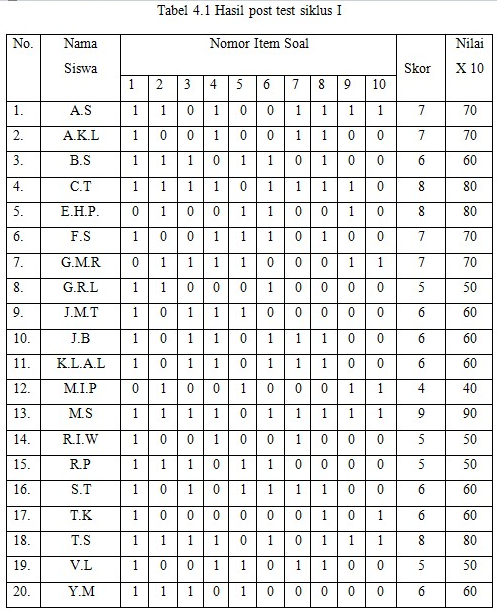 Tabel 4.1 Hasil post test siklus I
No. Nama Siswa Nomor Item Soal Skor Nilai X 10
1 2 3 4 5 6 7 8 9 10
1. A.S 1 1 0 1 0 0 1 1 1 1 7 70
2. A.K.L 1 0 0 1 0 0 1 1 0 0 7 70
3. B.S 1 1 1 0 1 1 0 1 0 0 6 60
4. C.T 1 1 1 1 0 1 1 1 1 0 8 80
5. E.H.P. 0 1 0 0 1 1 0 0 1 0 8 80
6. F.S 1 0 0 1 1 1 0 1 0 0 7 70
7. G.M.R 0 1 1 1 1 1 0 0 1 1 7 70
8. G.R.L 1 1 0 0 0 1 0 0 0 0 5 50
9. J.M.T 1 0 1 1 1 0 0 0 0 0 6 60
10. J.B 1 0 1 1 0 1 1 1 0 0 6 60
11. K.L.A.L 1 0 1 1 0 1 1 1 0 0 6 60
12. M.I.P 0 1 0 0 1 0 0 0 1 1 4 40
13. M.S 1 1 1 1 0 1 1 1 1 1 9 90
14. R.I.W 1 0 0 1 0 1 1 0 0 0 5 50
15. R.P 1 1 1 0 1 1 0 0 0 0 5 50
16. S.T 1 0 1 0 1 1 1 1 0 0 6 60
17. T.K 1 0 0 0 0 0 0 1 0 1 6 60
18. T.S 1 1 1 1 0 1 0 1 1 1 8 80
19. V.L 1 0 0 1 1 0 1 1 0 0 5 50
20. Y.M 1 1 1 0 1 0 0 0 0 0 6 60